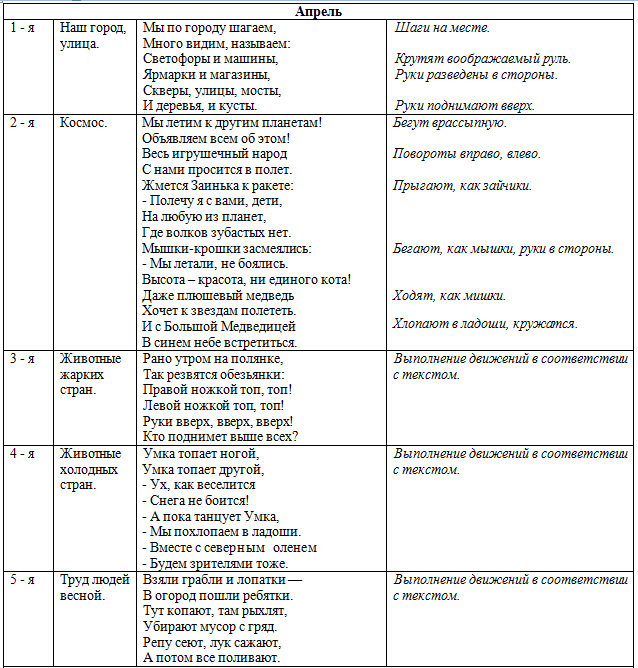 Апрель
1 - я Наш город, Мы по городу шагаем, Шаги на месте.
улица. Много видим, называем:
Светофоры и машины, Крутят воображаемый руль.
Ярмарки и магазины, Руки разведены в стороны.
Скверы, улицы, мосты,
И деревья, и кусты. Руки поднимают вверх.
2 - я Космос. Мы летим к другим планетам! Бегут врассыпную.
Объявляем всем об этом!
Весь игрушечный народ Повороты вправо, влево.
С нами просится в полет.
Жмется Заинька к ракете: Прыгают, как зайчики.
- Полечу я с вами, дети,
На любую из планет,
Где волков зубастых нет.
Мышки-крошки засмеялись: Бегают, как мышки, руки в стороны.
- Мы летали, не боялись.
Высота – красота, ни единого кота!
Даже плюшевый медведь Ходят, как мишки.
Хочет к звездам полететь.
И с Большой Медведицей Хлопают в ладоши, кружатся.
В синем небе встретиться.
3 - я Животные Рано утром на полянке, Выполнение движений в соответствии
жарких Так резвятся обезьянки: с текстом.
стран. Правой ножкой топ, топ!
Левой ножкой топ, топ!
Руки вверх, вверх, вверх!
Кто поднимет выше всех?
4 - я Животные Умка топает ногой, Выполнение движений в соответствии
холодных Умка топает другой, с текстом.
стран. - Ух, как веселится
- Снега не боится!
- А пока танцует Умка,
- Мы похлопаем в ладоши.
- Вместе с северным оленем
- Будем зрителями тоже.
5 - я Труд людей Взяли грабли и лопатки — Выполнение движений в соответствии
весной. В огород пошли ребятки. с текстом.
Тут копают, там рыхлят,
Убирают мусор с гряд.
Репу сеют, лук сажают,
А потом все поливают.